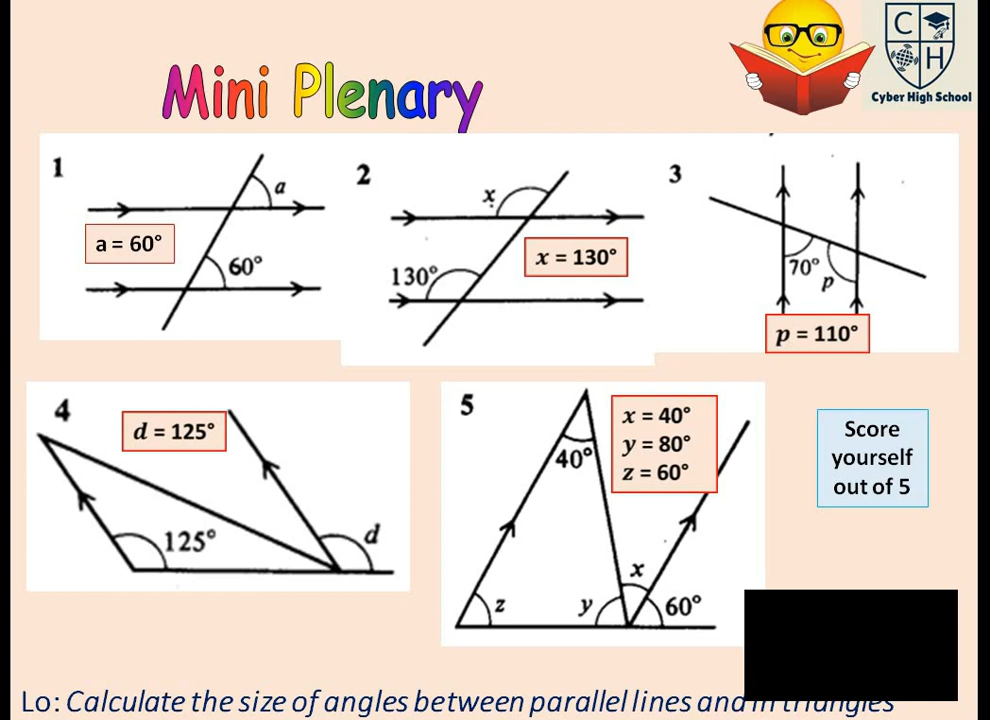 Mini Plenary
C H
Cyber High School
1
a
a = 60°
60°
2
x
x = 130°
130°
3
70°
p
p = 110°
4
d = 125°
125°
d
5
40°
x = 40°
y = 80°
z = 60°
x
z
y
60°
Score
yourself
out of 5
Lo: Calculate the size of angles between parallel lines and in triangles